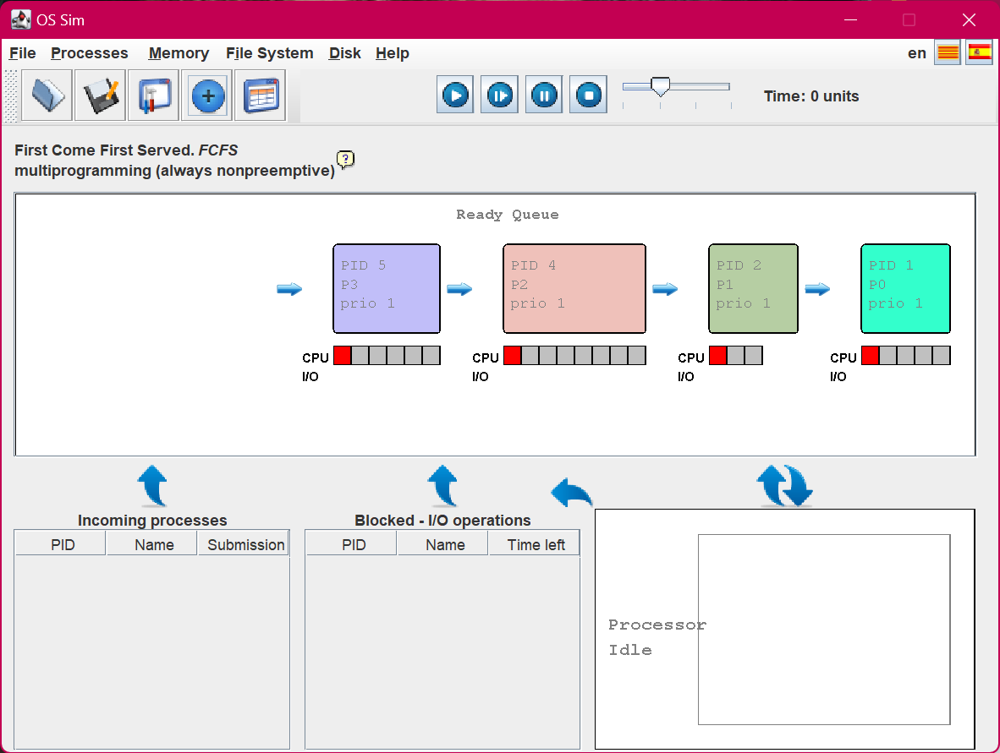 OS Sim
File Processes Memory File System Disk Help en
Time: 0 units
First Come First Served. FCFS
multiprogramming (always nonpreemptive) ?
Ready Queue
PID 5
P3
prio 1
CPU
I/O
PID 4
P2
prio 1
CPU
I/O
PID 2
P1
prio 1
CPU
I/O
PID 1
P0
prio 1
CPU
I/O
Incoming processes
PID Name Submission
Blocked - I/O operations
PID Name Time left
Processor
Idle